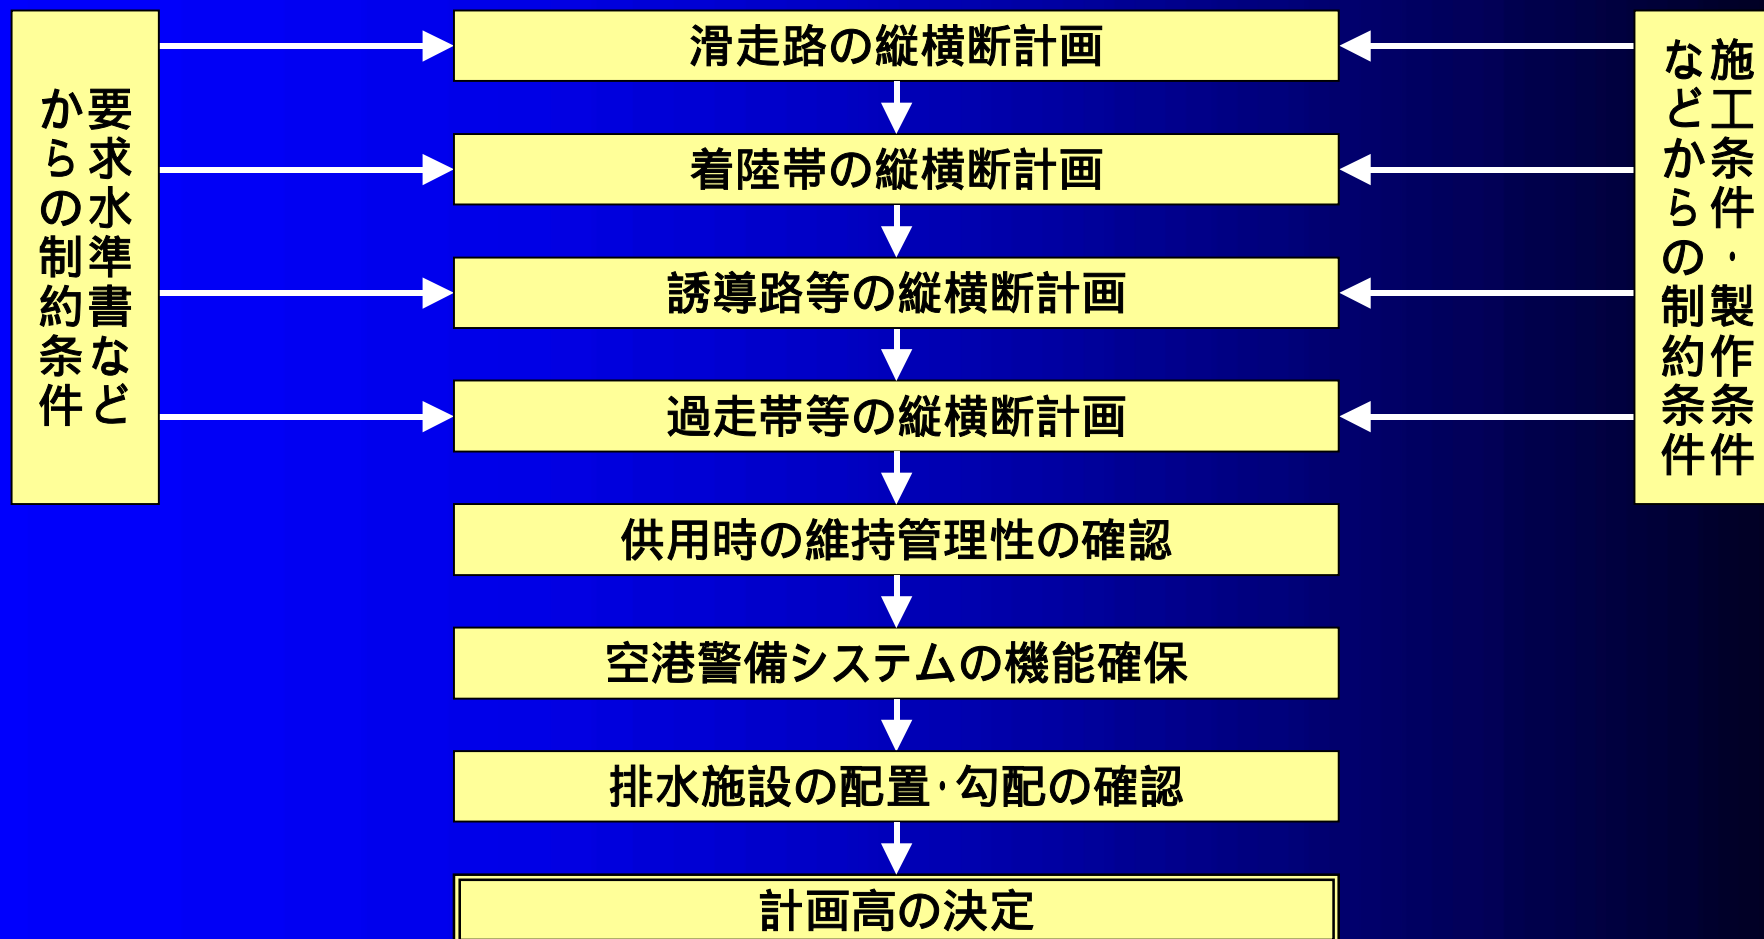 要求水準書など
からの制約条件
滑走路の縦横断計画
着陸帯の縦横断計画
誘導路等の縦横断計画
過走帯等の縦横断計画
供用時の維持管理性の確認
空港警備システムの機能確保
排水施設の配置・勾配の確認
計画高の決定
施工条件・製作条件
などからの制約条件